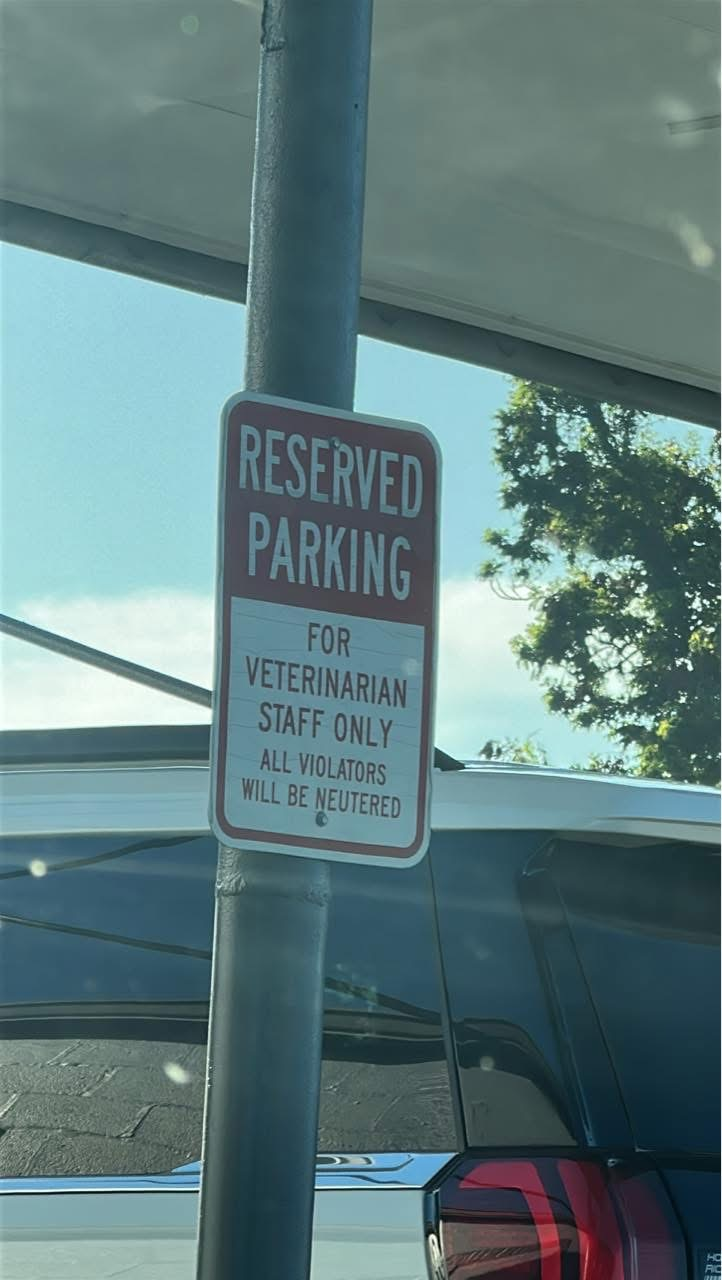 RESERVED
PARKING
FOR
VETERINARIAN
STAFF ONLY
ALL VIOLATORS
WILL BE NEUTERED